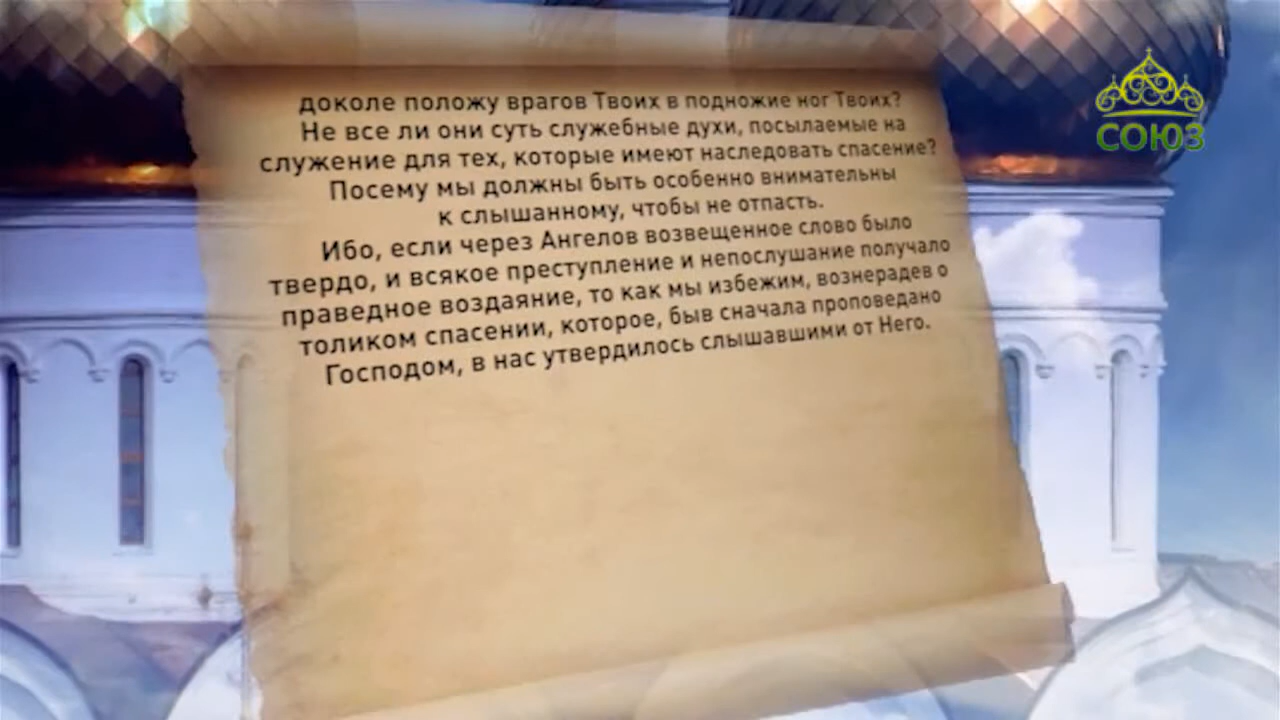 СОЮЗ
доколе положу врагов Твоих в подножие ног Твоих?
Не все ли они суть служебные духи, посылаемые на
служение для тех, которые имеют наследовать спасение?
Посему мы должны быть особенно внимательны
к слышанному, чтобы не отпасть.
Ибо, если через Ангелов возвещенное слово было
твердо, и всякое преступление и непослушание получало
праведное воздаяние, то как мы избежим, вознерадев о
толиком спасении, которое, быв сначала проповедано
Господом, в нас утвердилось слышавшими от Него.